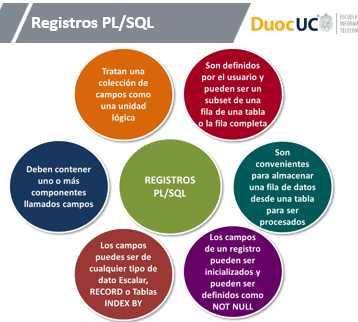 Registros PL/SQL
DuocUC
ESCUELA
INFORMÁ
TELECOM
Tratan una
colección de
campos como
una unidad
lógica
Son definidos
por el usuario y
pueden ser un
subset de una
fila de una tabla
o la fila completa
Deben contener
uno o más
componentes
llamados campos
REGISTROS
PL/SQL
Son
convenientes
para almacenar
una fila de datos
desde una tabla
para ser
procesados
Los campos
puedes ser de
cualquier tipo de
dato Escalar,
RECORD o Tablas
INDEX BY
Los campos
de un registro
pueden ser
inicializados y
pueden ser
definidos como
NOT NULL